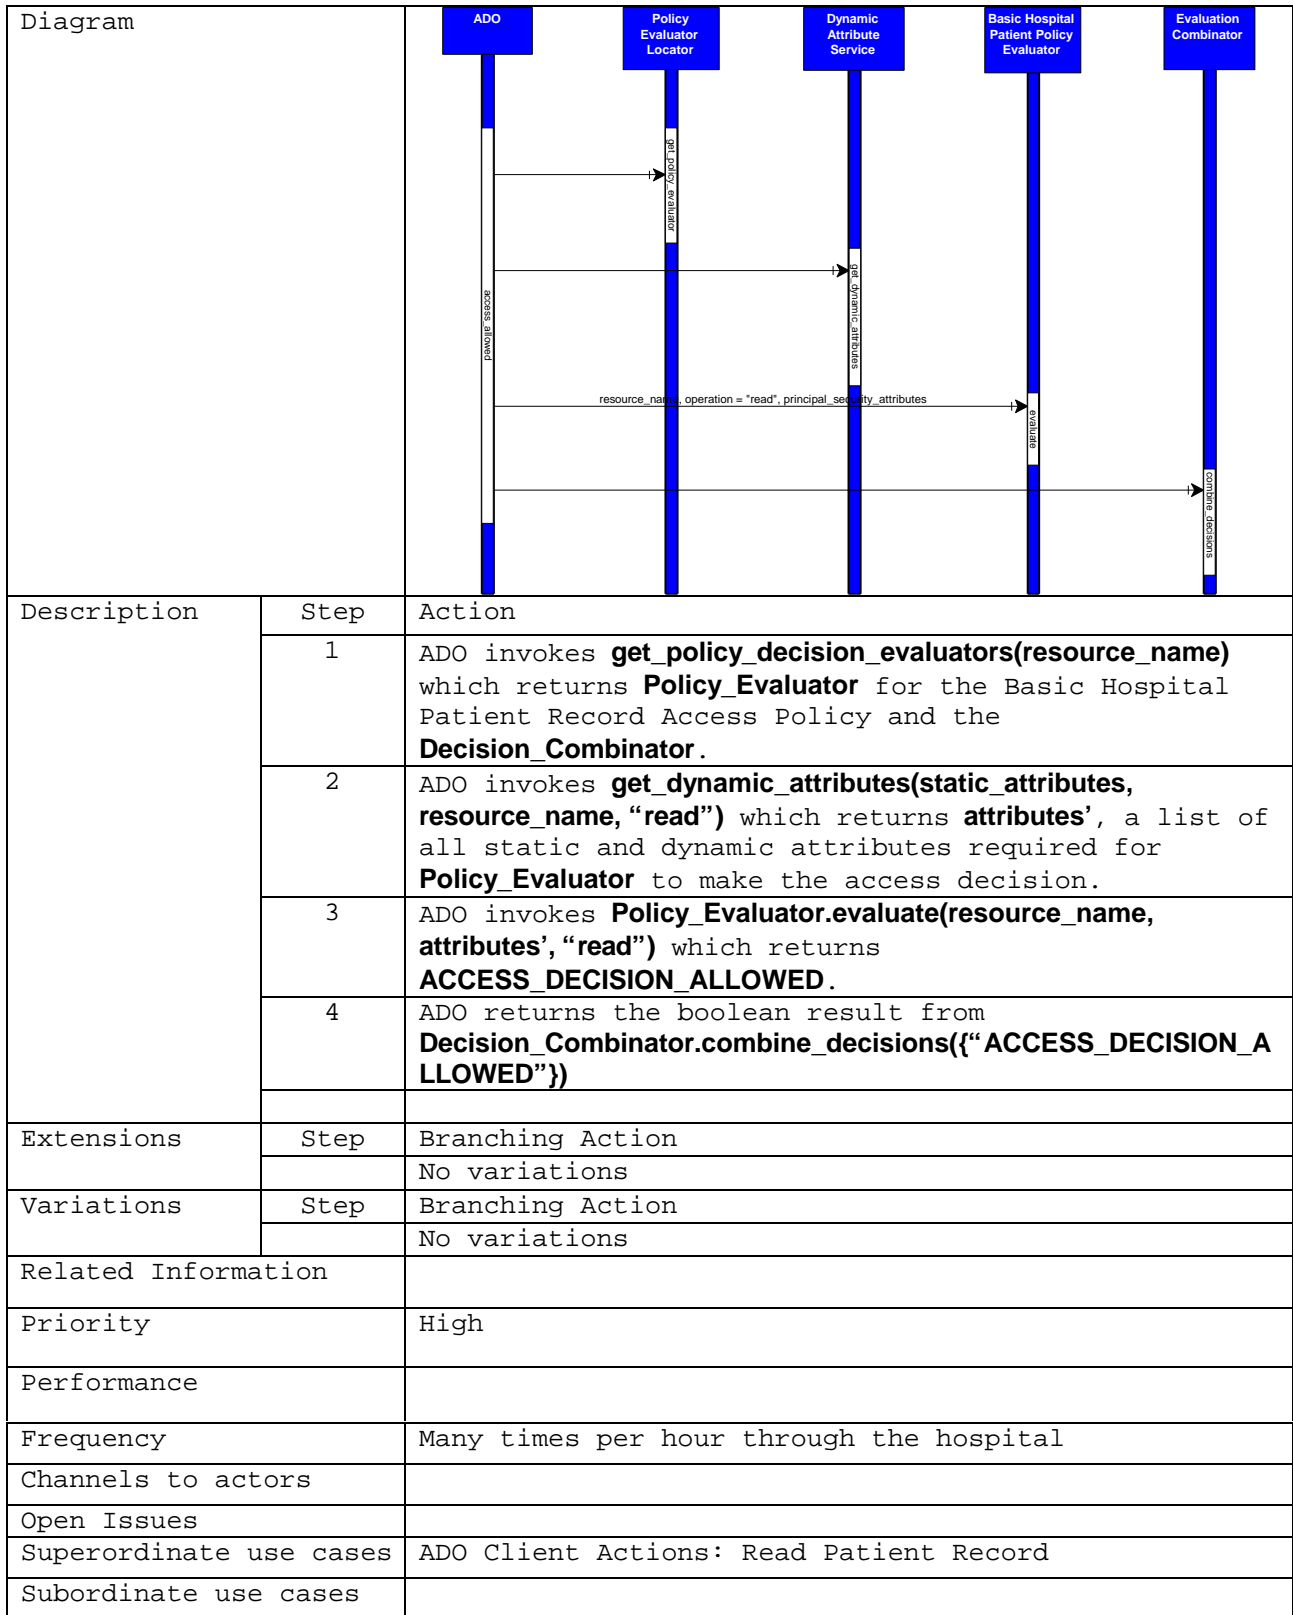 Diagram
ADO
Policy
Evaluator
Locator
Dynamic
Attribute
Service
Basic Hospital
Patient Policy
Evaluator
Evaluation
Combinator
get_policy_evaluator
get_dynamic_attributes
access_allowed
resource_name, operation = "read", principal_security_attributes
evaluate
combine_decisions
Description
Step
Action
1
ADO invokes get_policy_decision_evaluators(resource_name)
which returns Policy_Evaluator for the Basic Hospital
Patient Record Access Policy and the
Decision_Combinator.
2
ADO invokes get_dynamic_attributes(static_attributes,
resource_name, “read”) which returns attributes’, a list of
all static and dynamic attributes required for
Policy_Evaluator to make the access decision.
3
ADO invokes Policy_Evaluator.evaluate(resource_name,
attributes’, “read”) which returns
ACCESS_DECISION_ALLOWED.
4
ADO returns the boolean result from
Decision_Combinator.combine_decisions({“ACCESS_DECISION_A
LLOWED”})
Extensions
Step
Branching Action
No variations
Variations
Step
Branching Action
No variations
Related Information
Priority
High
Performance
Frequency
Many times per hour through the hospital
Channels to actors
Open Issues
Superordinate use cases
ADO Client Actions: Read Patient Record
Subordinate use cases